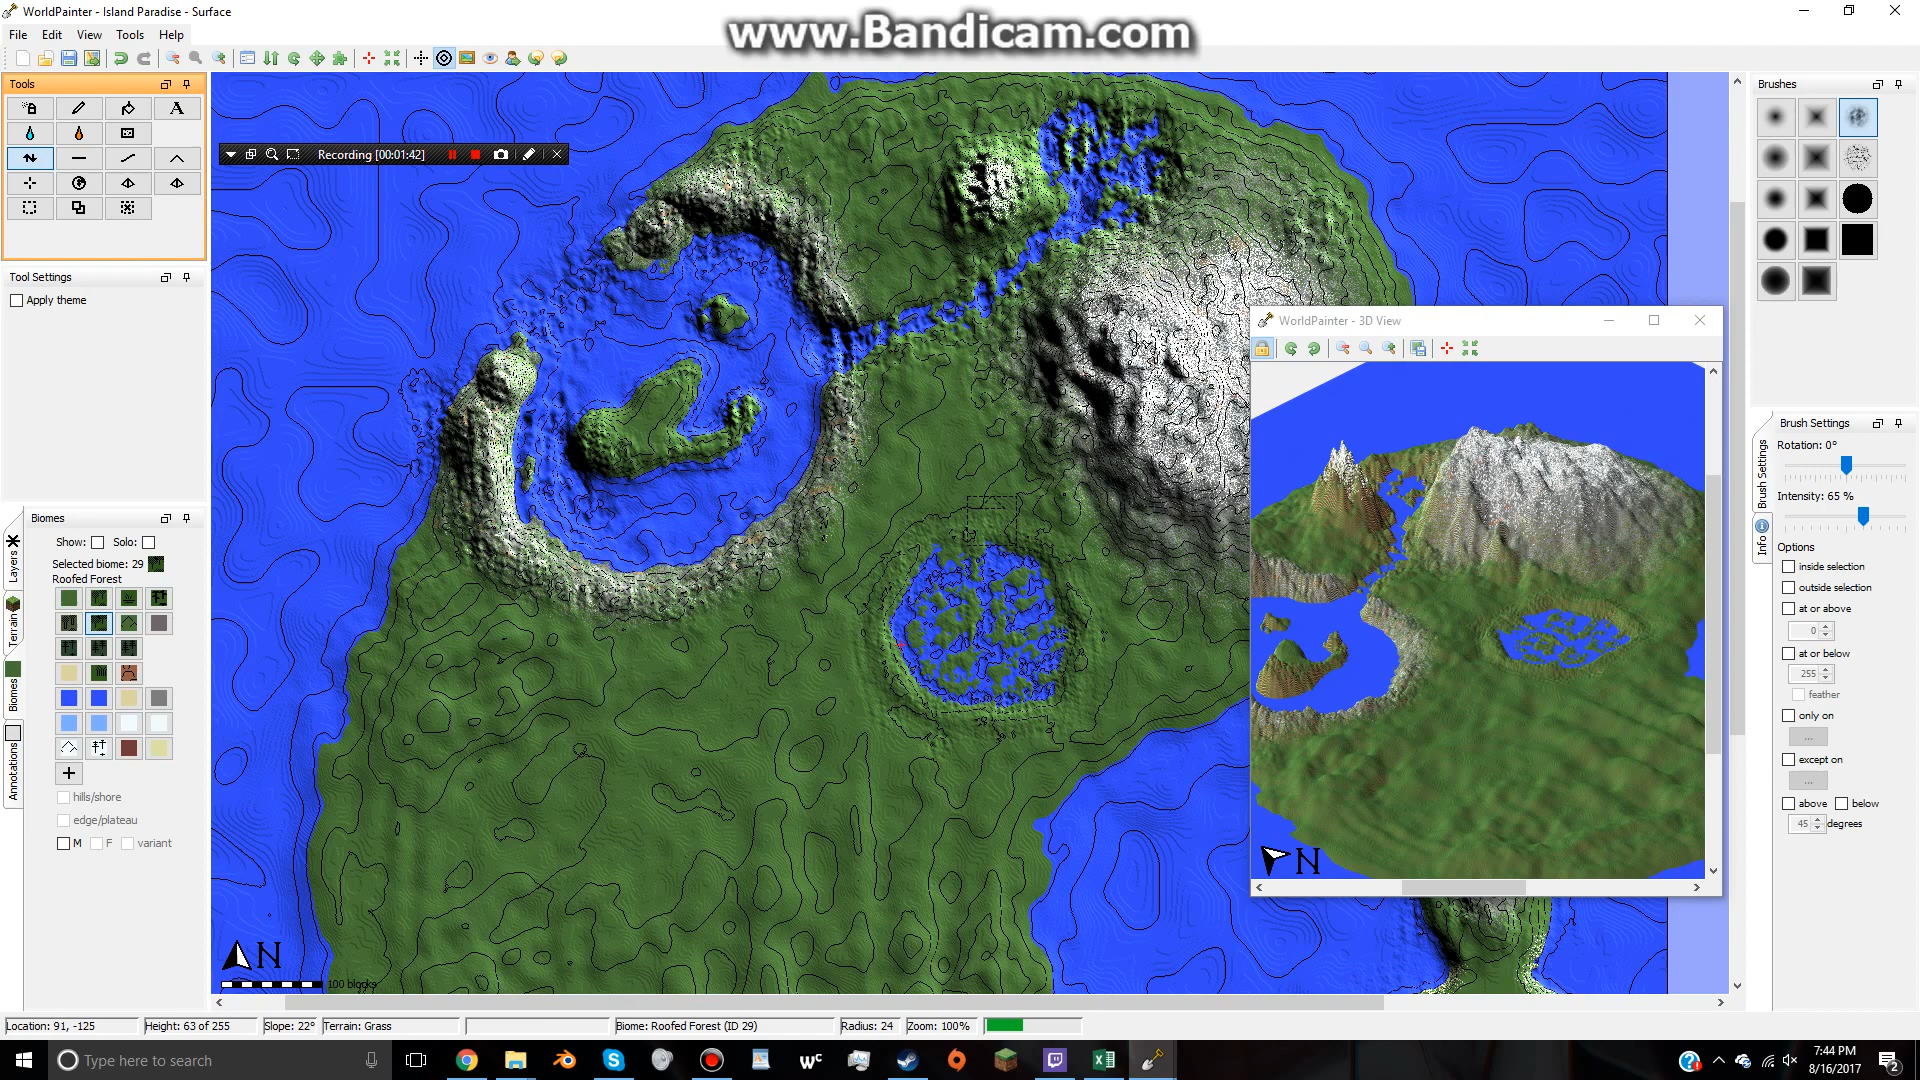 WorldPainter - Island Paradise - Surface
www.Bandicam.com
File Edit View Tools Help
Tools
A
Recording [00:01:42]
Tool Settings
Apply theme
Biomes
Show: Solo:
Selected biome: 29
Roofed Forest
hills/shore
edge/plateau
M F variant
Layers
Terrain
Biomes
Annotations
N
100 blocks
WorldPainter - 3D View
N
Brushes
Brush Settings
Rotation: 0°
Intensity: 65 %
Options
inside selection
outside selection
at or above
0
at or below
255
feather
only on
...
except on
...
above below
45 degrees
Brush Settings
Info
Location: 91, -125 Height: 63 of 255 Slope: 22° Terrain: Grass Biome: Roofed Forest (ID 29) Radius: 24 Zoom: 100%
Type here to search
wc
7:44 PM
8/16/2017
2